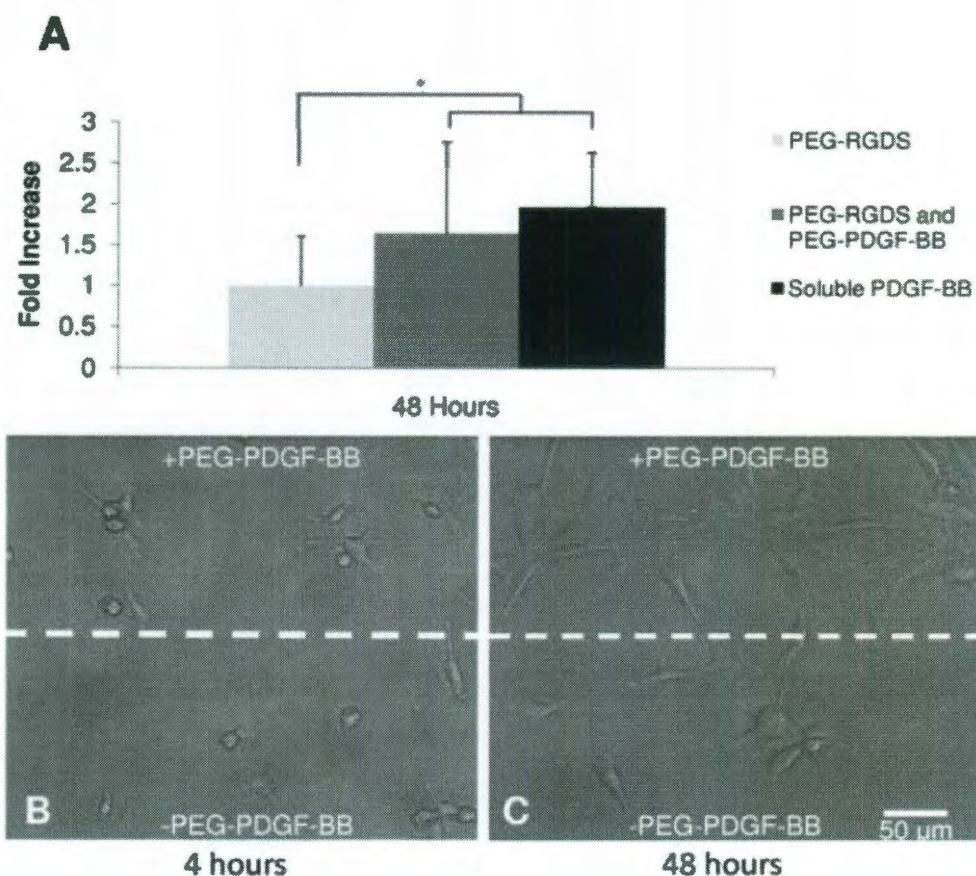 A
*
3
2.5
2
1.5
1
0.5
0
Fold Increase
48 Hours
PEG-RGDS
PEG-RGDS and
PEG-PDGF-BB
Soluble PDGF-BB
+PEG-PDGF-BB
B
-PEG-PDGF-BB
4 hours
+PEG-PDGF-BB
C
-PEG-PDGF-BB
50 µm
48 hours